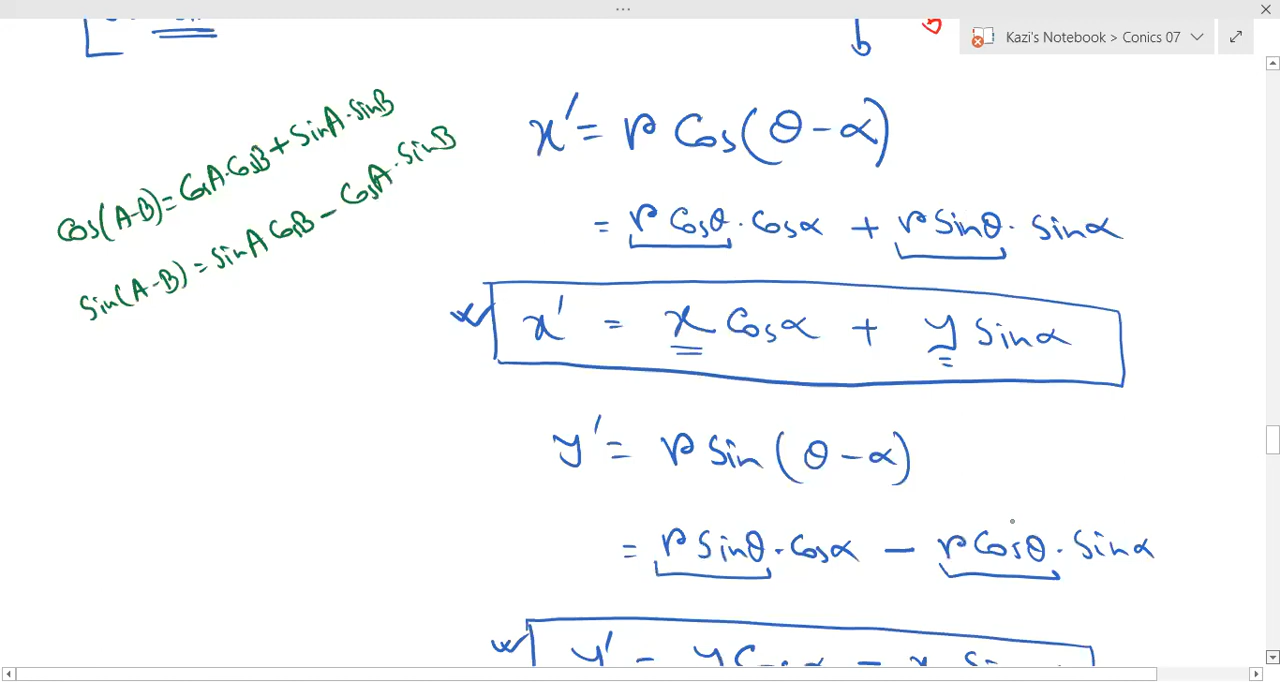 Kazi's Notebook > Conics 07
Cos(A-B)= CosA.CosB + SinA.SinB
Sin(A-B) = SinA CosB - CosA.SinB
x' = r Cos(θ-α)
= r Cosθ . Cosα + r Sinθ . Sinα
x' = x Cosα + y Sinα
y' = r Sin (θ-α)
= r Sinθ . Cosα - r Cosθ . Sinα
y' = y Cosα - x